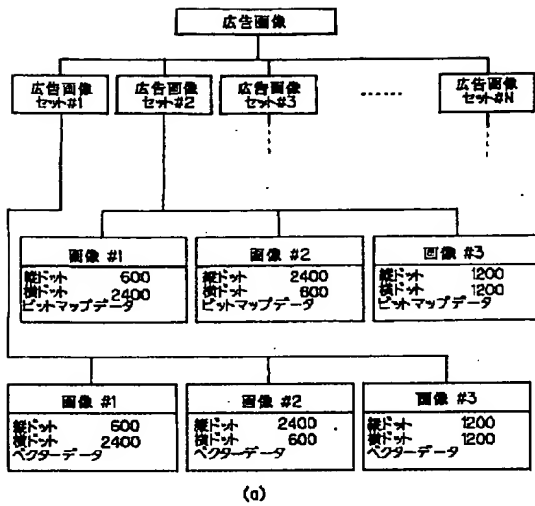 広告画像
広告画像
セット#1
広告画像
セット#2
広告画像
セット#3
広告画像
セット#N
画像 #1
縦ドット 600
横ドット 2400
ビットマップデータ
画像 #2
縦ドット 2400
横ドット 600
ビットマップデータ
画像 #3
縦ドット 1200
横ドット 1200
ビットマップデータ
画像 #1
縦ドット 600
横ドット 2400
ベクターデータ
画像 #2
縦ドット 2400
横ドット 600
ベクターデータ
画像 #3
縦ドット 1200
横ドット 1200
ベクターデータ
(a)